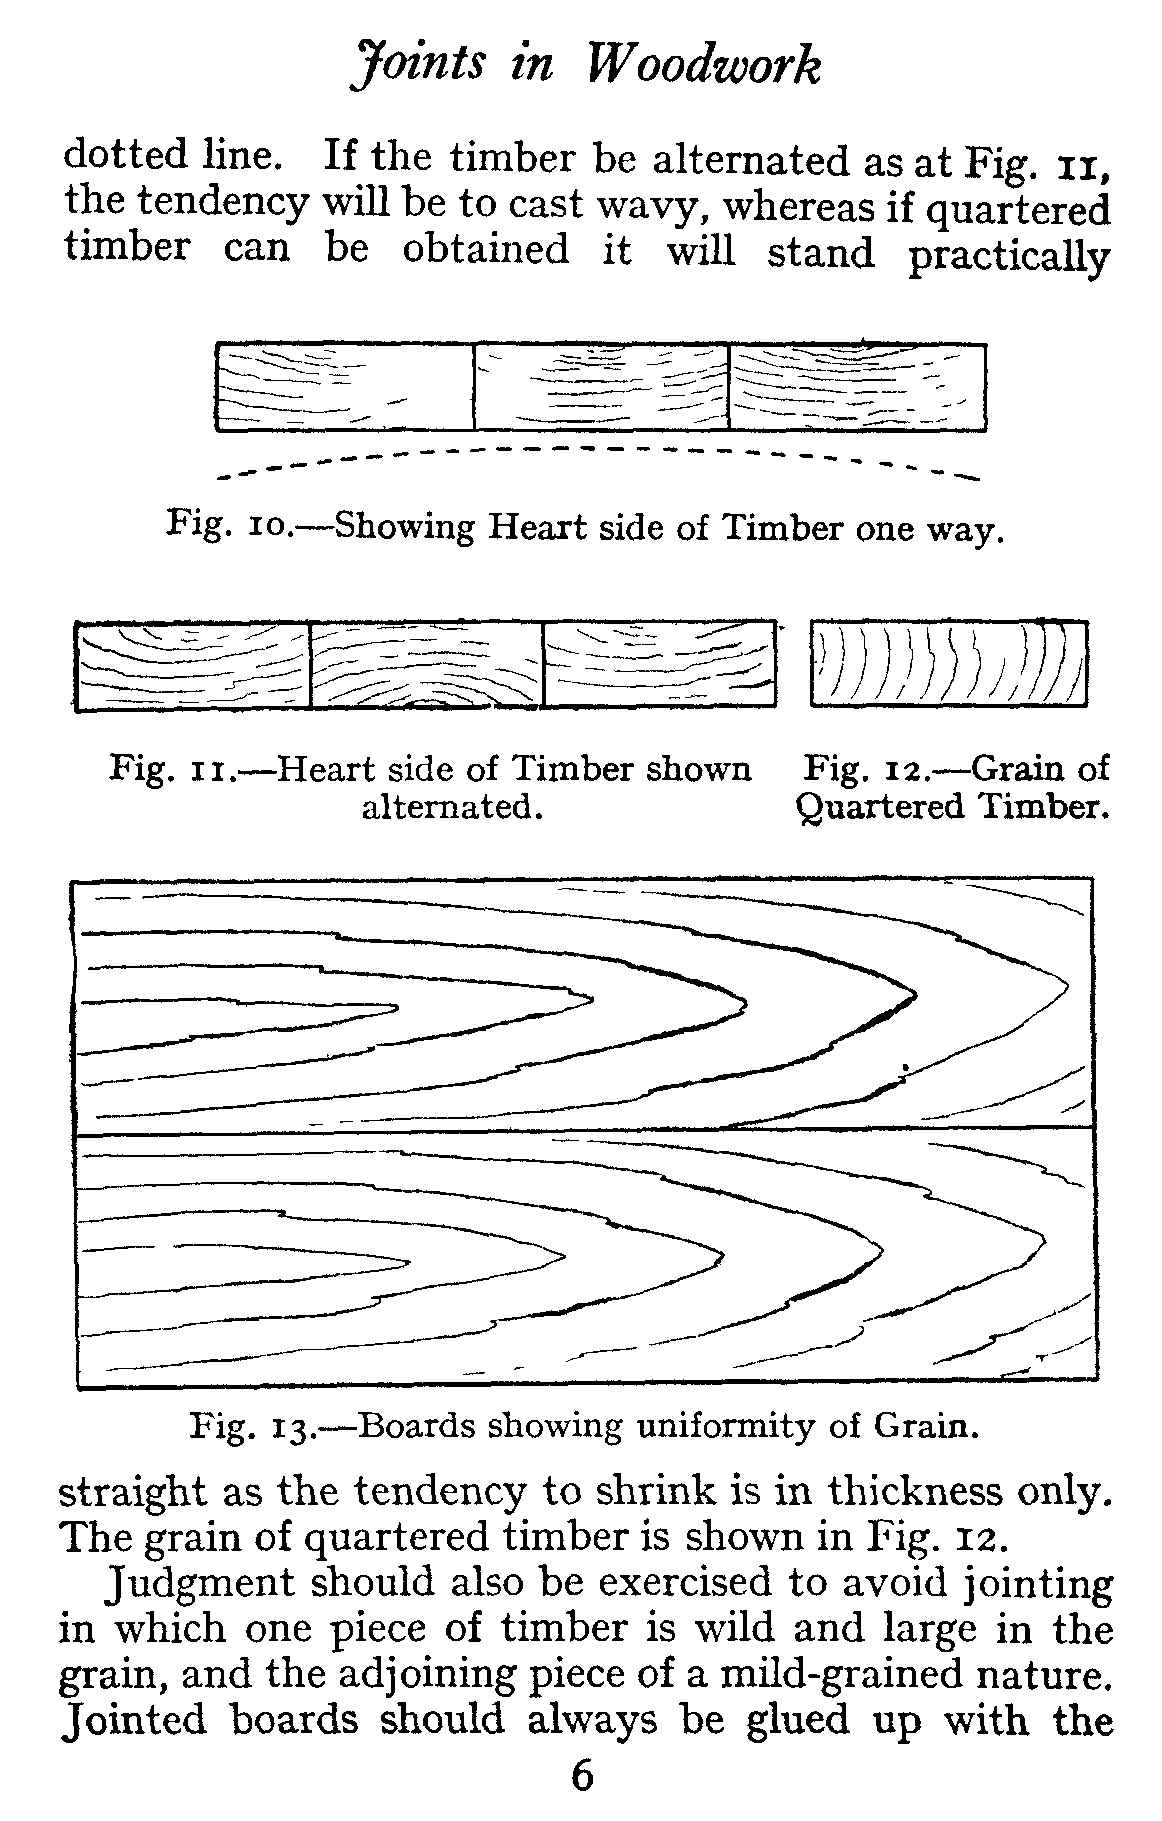 Joints in Woodwork
dotted line. If the timber be alternated as at Fig. 11,
the tendency will be to cast wavy, whereas if quartered
timber can be obtained it will stand practically
Fig. 10.—Showing Heart side of Timber one way.
Fig. 11.—Heart side of Timber shown
alternated.
Fig. 12.—Grain of
Quartered Timber.
Fig. 13.—Boards showing uniformity of Grain.
straight as the tendency to shrink is in thickness only.
The grain of quartered timber is shown in Fig. 12.
Judgment should also be exercised to avoid jointing
in which one piece of timber is wild and large in the
grain, and the adjoining piece of a mild-grained nature.
Jointed boards should always be glued up with the
6